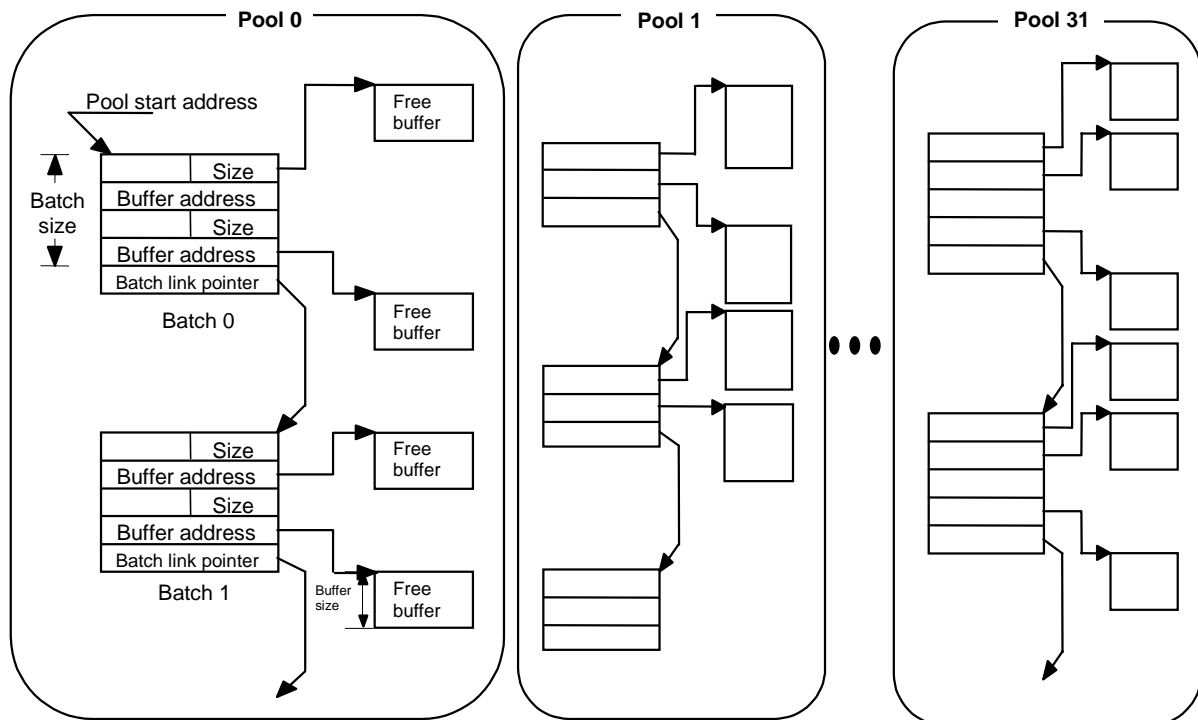 Pool 0
Pool 1
Pool 31
Pool start address
Free
buffer
Size
Buffer address
Size
Buffer address
Batch link pointer
Batch
size
Batch 0
Free
buffer
Size
Buffer address
Size
Buffer address
Batch link pointer
Batch 1
Free
buffer
Buffer
size
Free
buffer